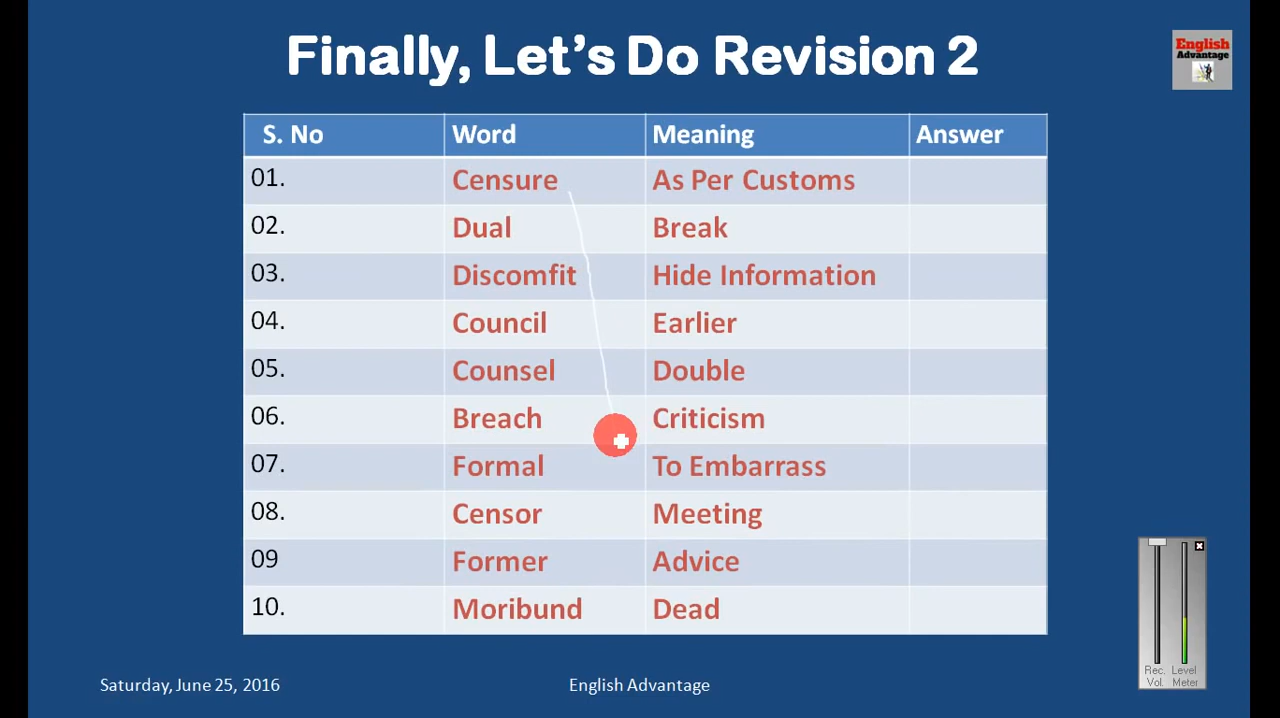 Finally, Let's Do Revision 2
English
Advantage
S. No Word Meaning Answer
01. Censure As Per Customs
02. Dual Break
03. Discomfit Hide Information
04. Council Earlier
05. Counsel Double
06. Breach Criticism
07. Formal To Embarrass
08. Censor Meeting
09 Former Advice
10. Moribund Dead
Rec. Level
Vol. Meter
Saturday, June 25, 2016 English Advantage